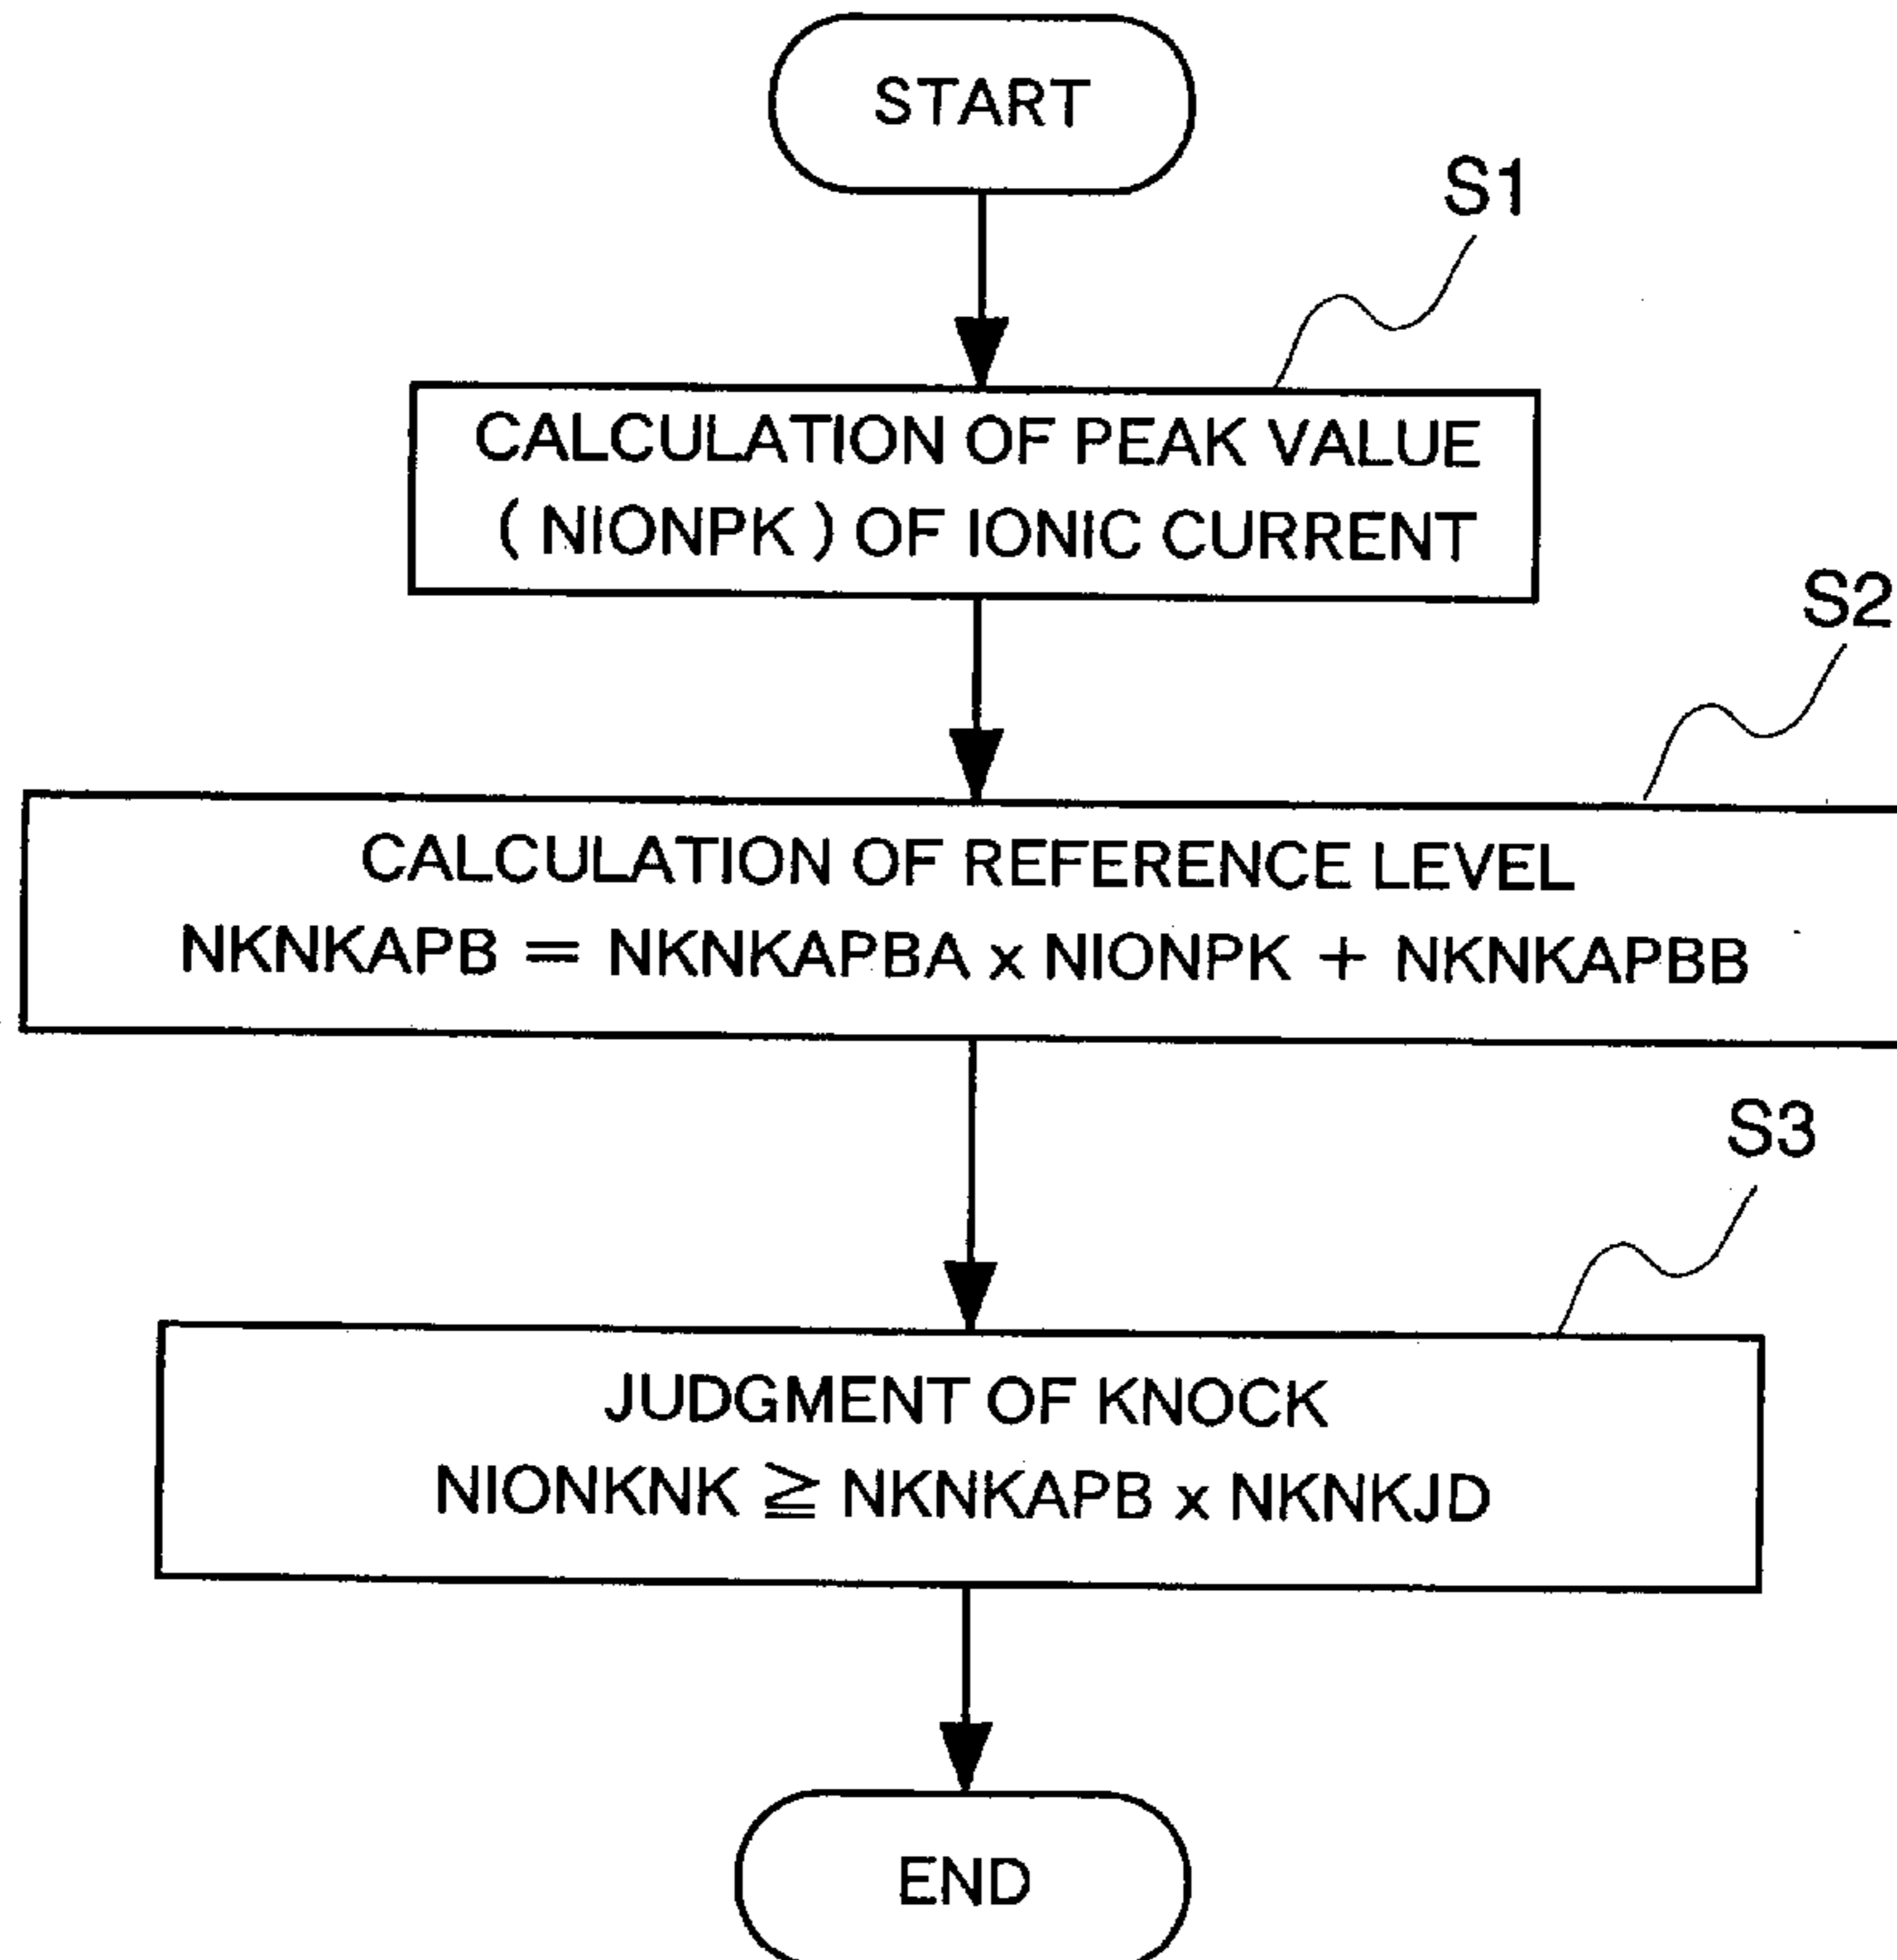 START
S1
CALCULATION OF PEAK VALUE
( NIONPK ) OF IONIC CURRENT
S2
CALCULATION OF REFERENCE LEVEL
NKNKAPB = NKNKAPBA x NIONPK + NKNKAPBB
S3
JUDGMENT OF KNOCK
NIONKNK ≧ NKNKAPB x NKNKJD
END